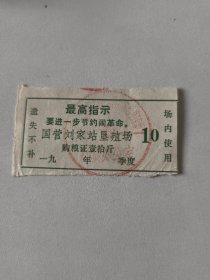 最高指示
要进一步节约闹革命。
国营刘家站垦殖场
购粮证壹拾斤
一九 年 季度
10
遗失不补
场内使用